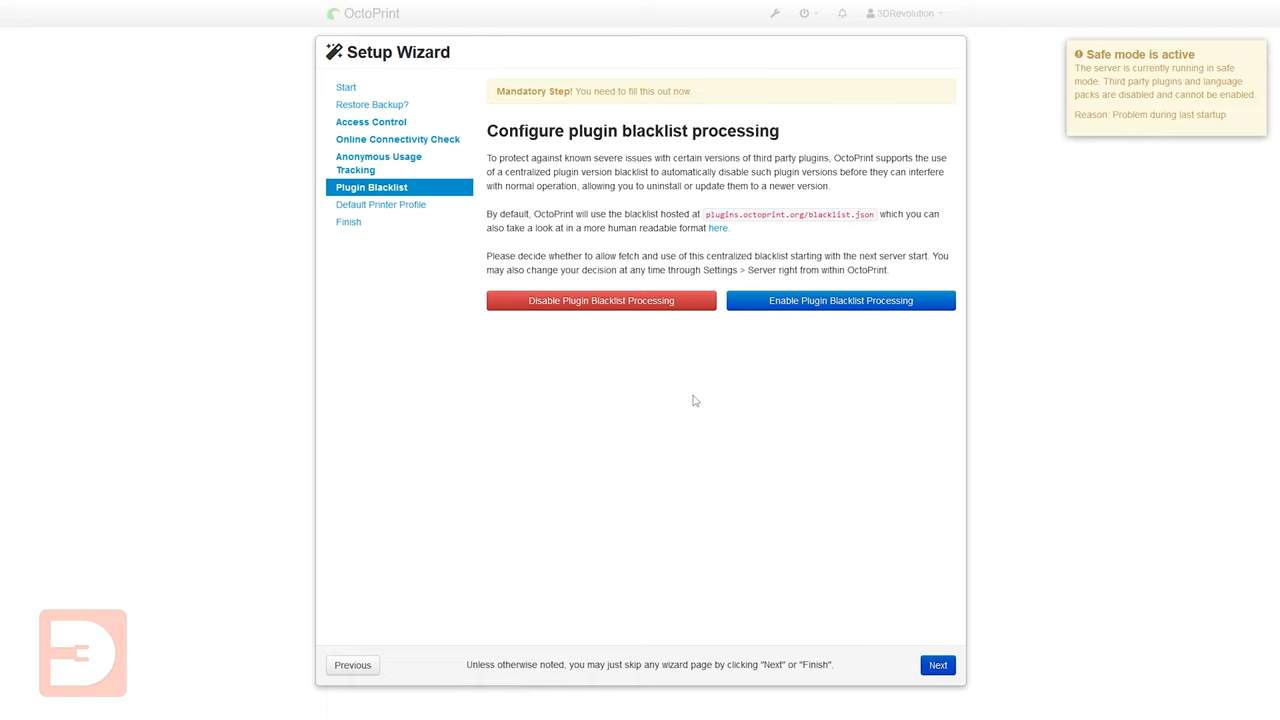 OctoPrint
3DRevolution
Setup Wizard
Start
Restore Backup?
Access Control
Online Connectivity Check
Anonymous Usage
Tracking
Plugin Blacklist
Default Printer Profile
Finish
Mandatory Step! You need to fill this out now.
Configure plugin blacklist processing
To protect against known severe issues with certain versions of third party plugins, OctoPrint supports the use
of a centralized plugin version blacklist to automatically disable such plugin versions before they can interfere
with normal operation, allowing you to uninstall or update them to a newer version.
By default, OctoPrint will use the blacklist hosted at plugins.octoprint.org/blacklist.json which you can
also take a look at in a more human readable format here.
Please decide whether to allow fetch and use of this centralized blacklist starting with the next server start. You
may also change your decision at any time through Settings > Server right from within OctoPrint.
Disable Plugin Blacklist Processing
Enable Plugin Blacklist Processing
Previous
Unless otherwise noted, you may just skip any wizard page by clicking "Next" or "Finish".
Next
Safe mode is active
The server is currently running in safe
mode. Third party plugins and language
packs are disabled and cannot be enabled.
Reason: Problem during last startup